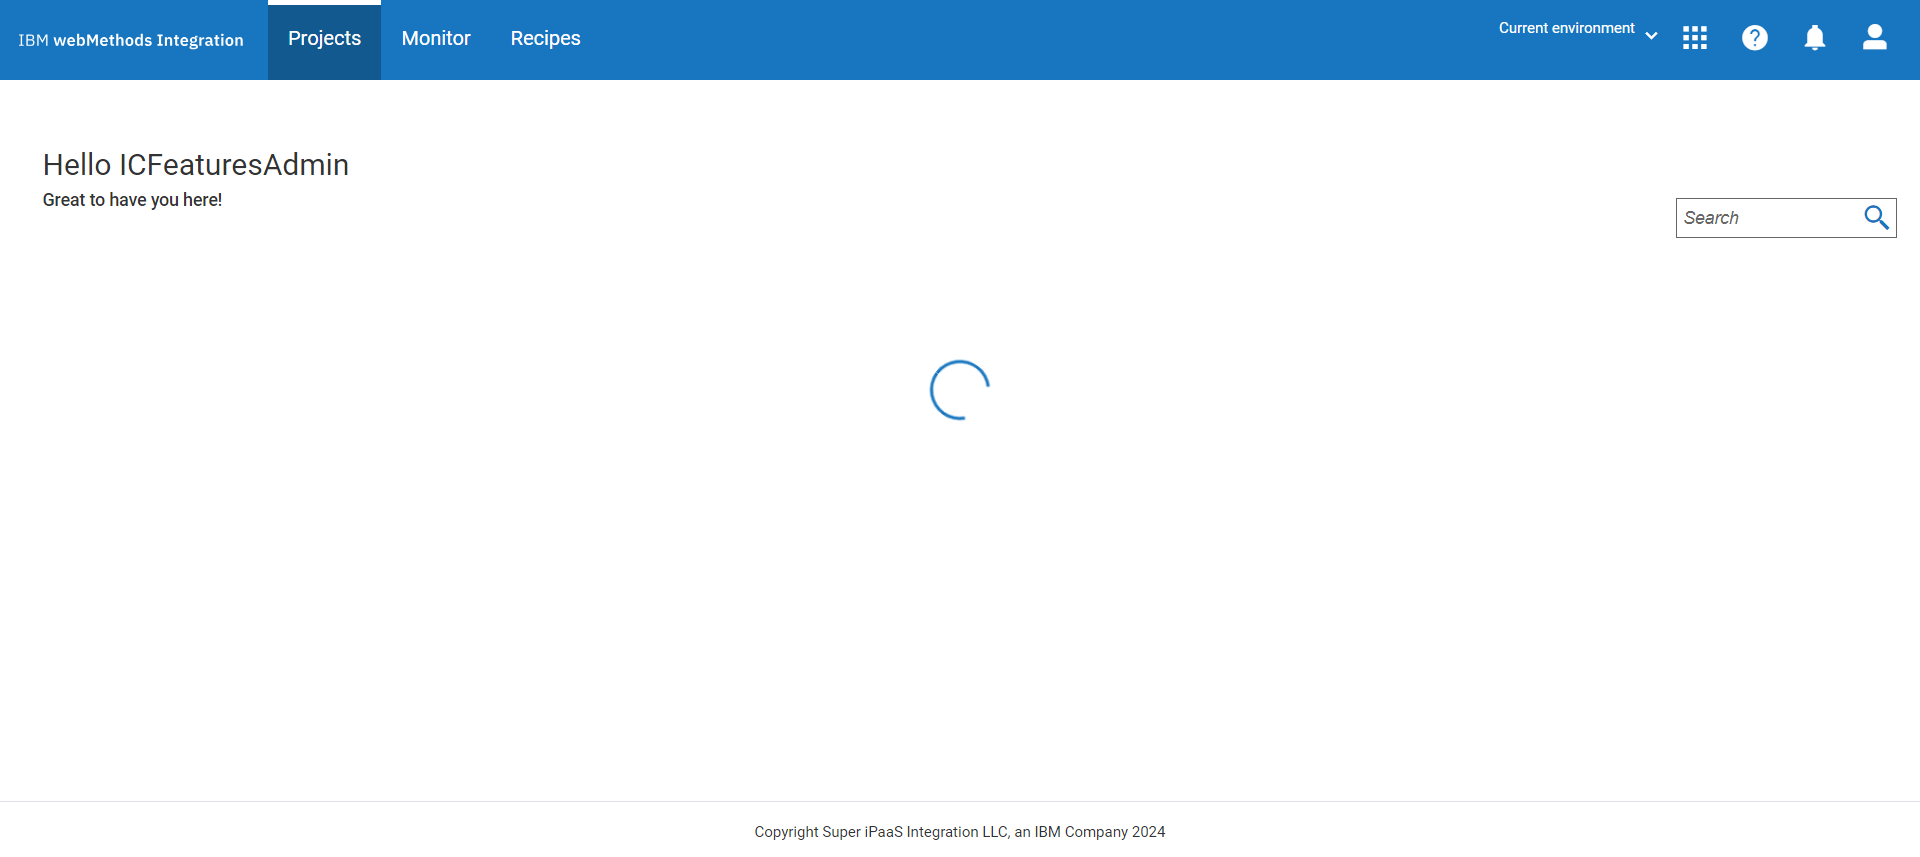 IBM webMethods Integration
Projects
Monitor
Recipes
Current environment
Hello ICFeaturesAdmin
Great to have you here!
Search
Copyright Super iPaaS Integration LLC, an IBM Company 2024